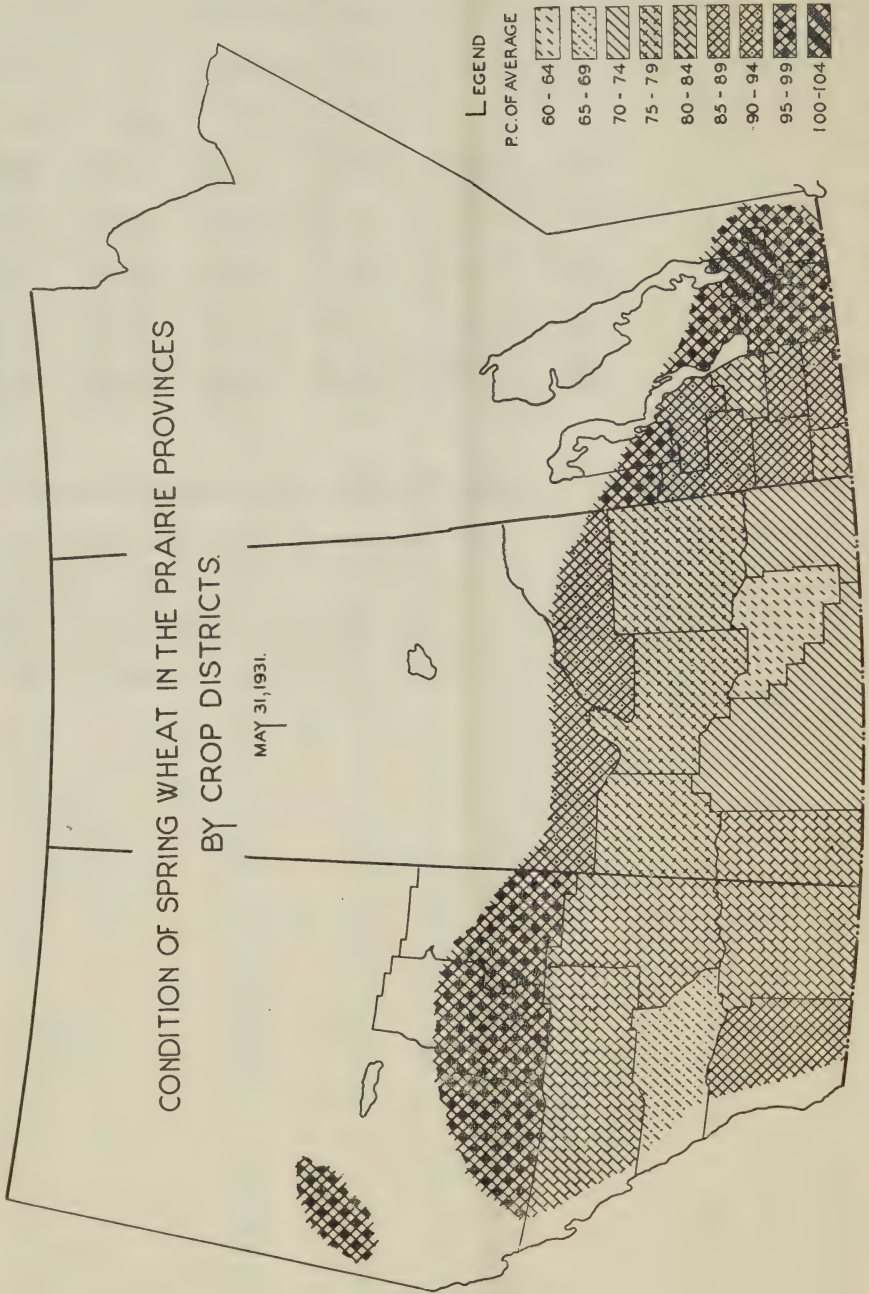 CONDITION OF SPRING WHEAT IN THE PRAIRIE PROVINCES
BY CROP DISTRICTS.
MAY 31, 1931.
LEGEND
P.C. OF AVERAGE
60 - 64
65 - 69
70 - 74
75 - 79
80 - 84
85 - 89
90 - 94
95 - 99
100 - 104